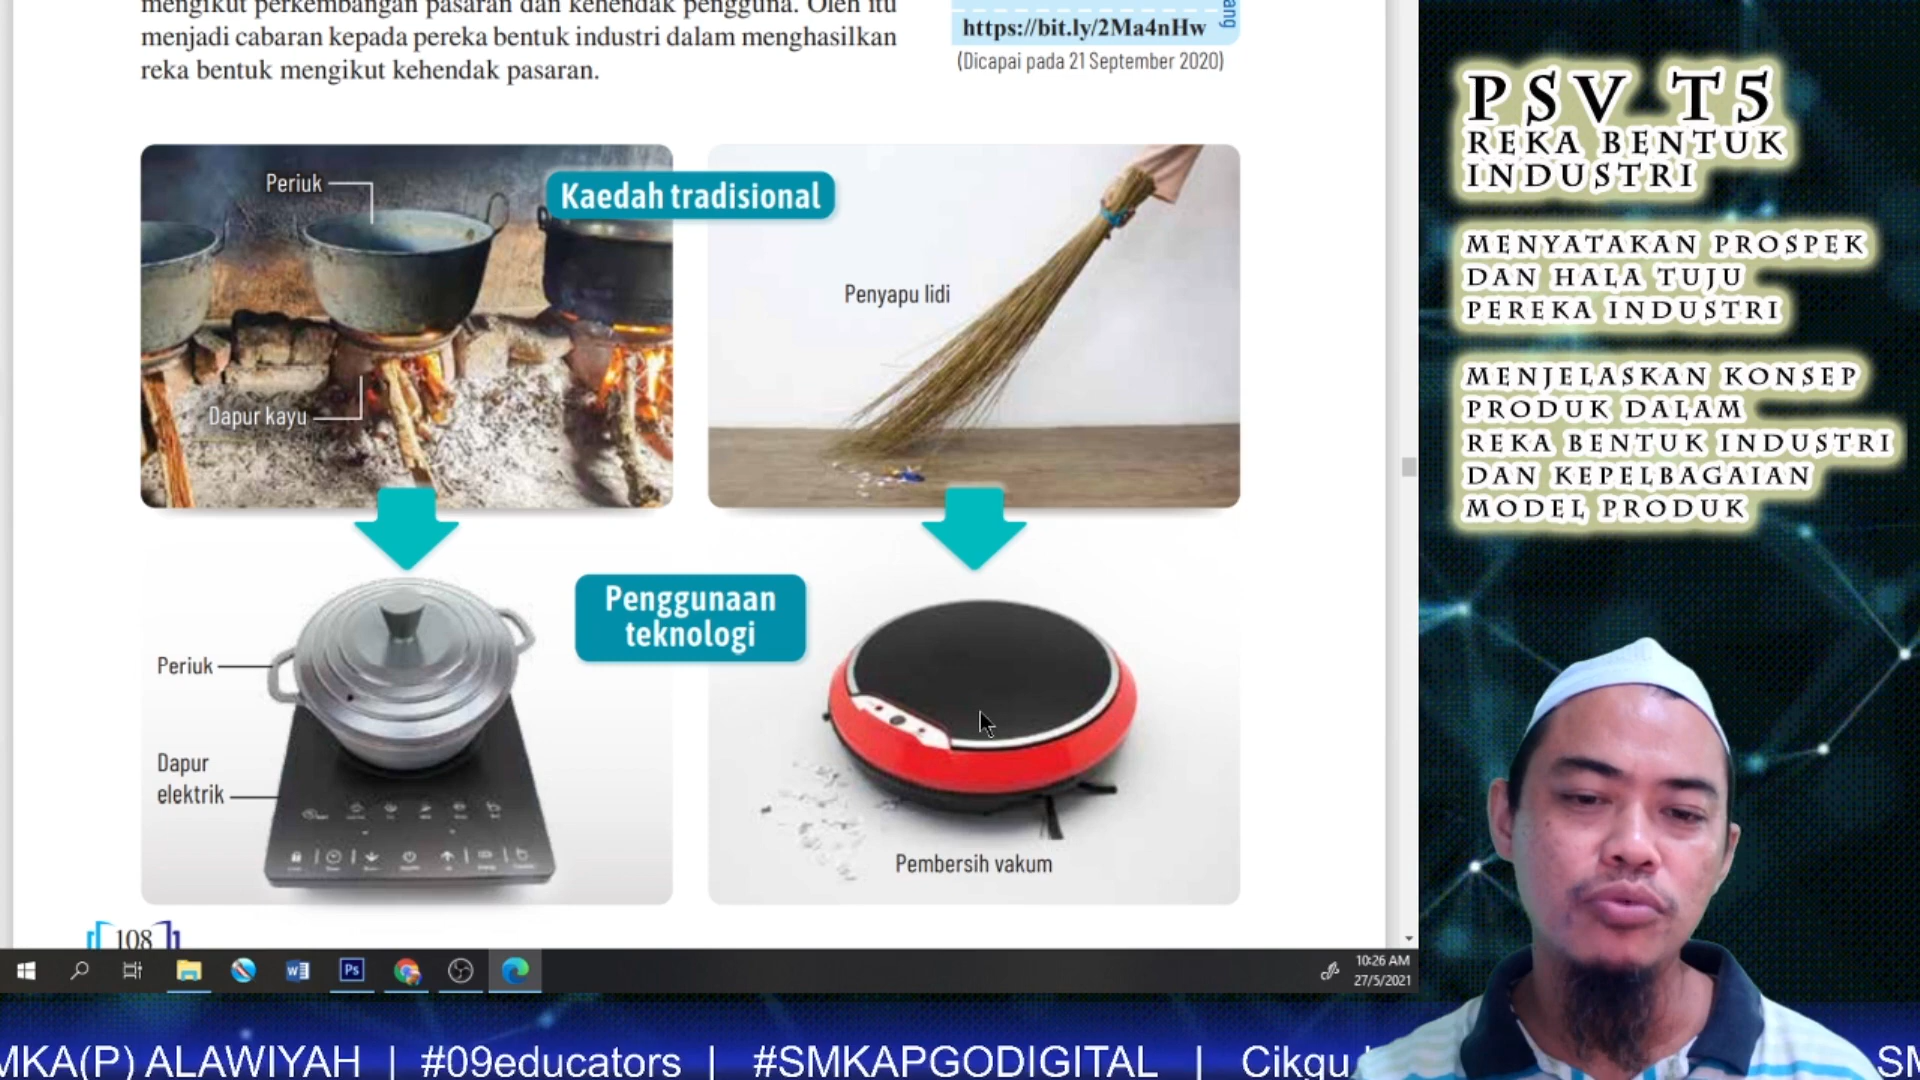 mengikut perkembangan pasaran dan kehendak pengguna. Oleh itu
menjadi cabaran kepada pereka bentuk industri dalam menghasilkan
reka bentuk mengikut kehendak pasaran.
https://bit.ly/2Ma4nHw
(Dicapai pada 21 September 2020)
Kaedah tradisional
Periuk
Dapur kayu
Penyapu lidi
Penggunaan
teknologi
Periuk
Dapur
elektrik
Pembersih vakum
108
10:26 AM
27/5/2021
PSV T5
REKA BENTUK
INDUSTRI
MENYATAKAN PROSPEK
DAN HALA TUJU
PEREKA INDUSTRI
MENJELASKAN KONSEP
PRODUK DALAM
REKA BENTUK INDUSTRI
DAN KEPELBAGAIAN
MODEL PRODUK
MKA(P) ALAWIYAH | #09educators | #SMKAPGODIGITAL | Cikgu SM